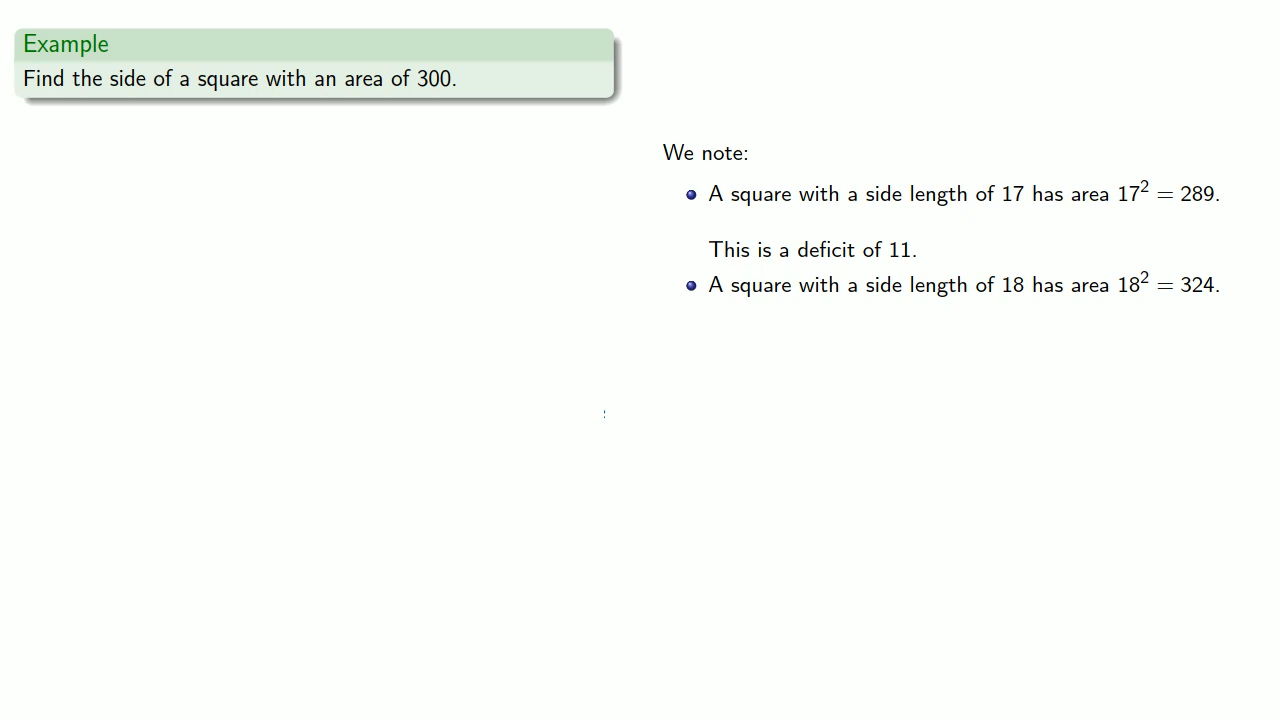 Example
Find the side of a square with an area of 300.
We note:
A square with a side length of 17 has area 17² = 289.
This is a deficit of 11.
A square with a side length of 18 has area 18² = 324.